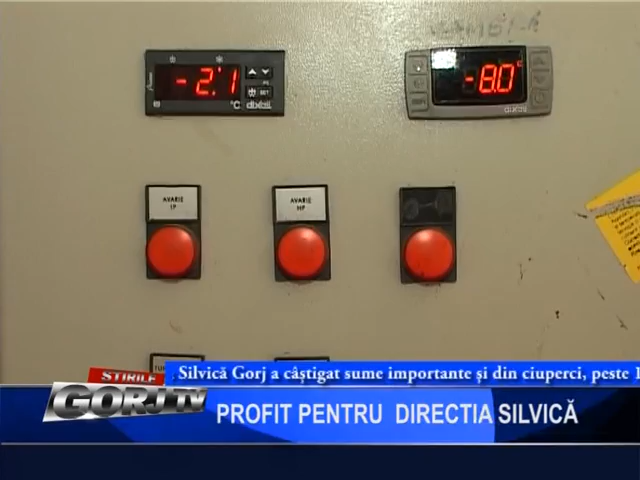 -2.1
°C
SET
dixell
-8.0
°C
dixell
AVARIE
AVARIE
STIRILE
Silvică Gorj a câștigat sume importante și din ciuperci, peste 1
GORJ TV
PROFIT PENTRU DIRECTIA SILVICĂ